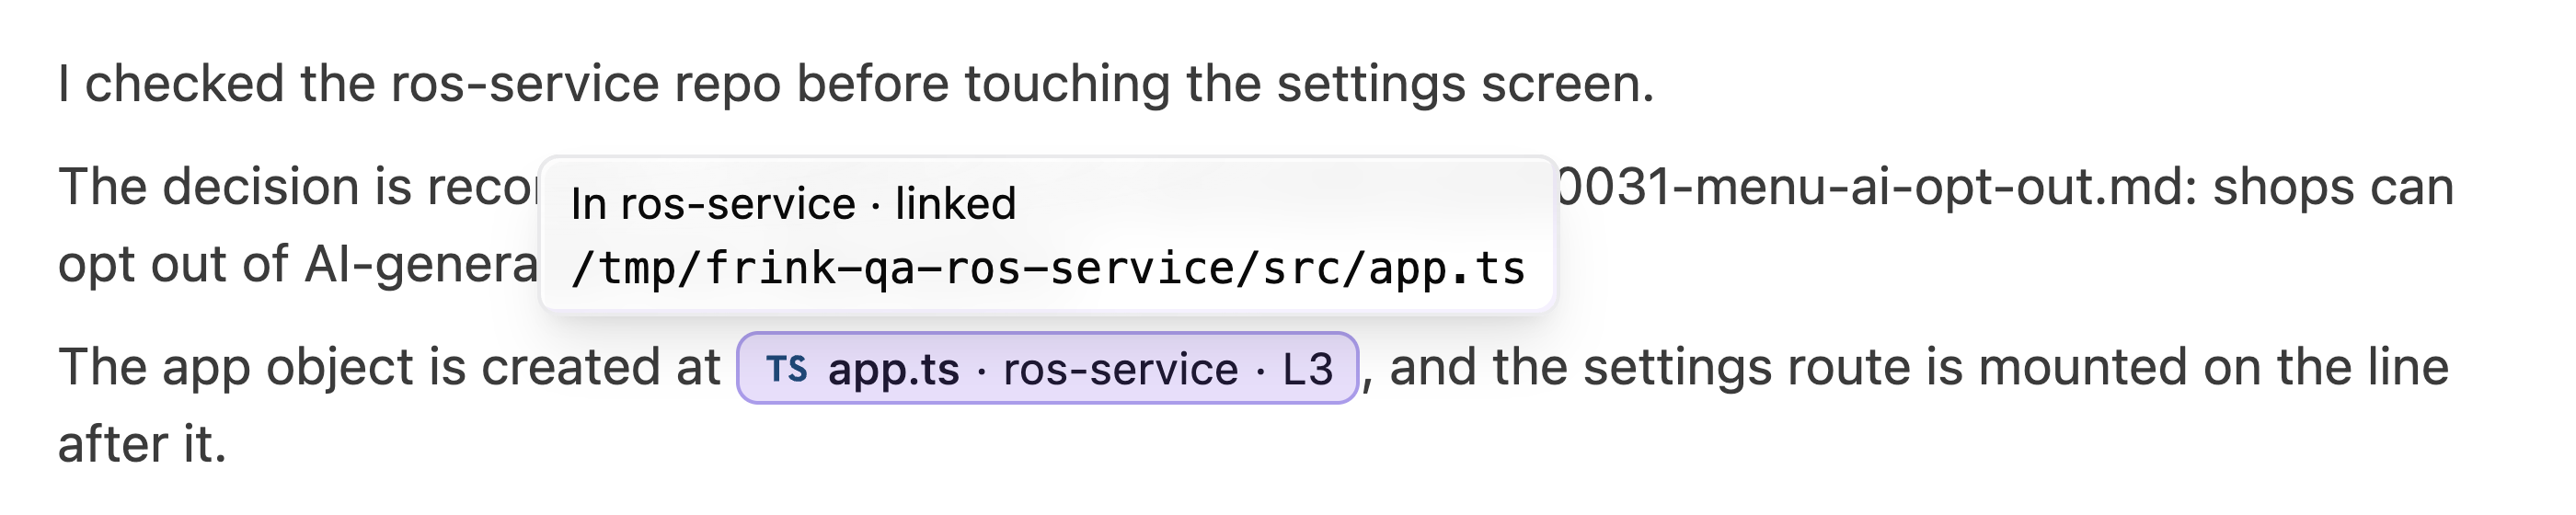 I checked the ros-service repo before touching the settings screen.
The decision is 0031-menu-ai-opt-out.md: shops can
In ros-service · linked
opt out of
/tmp/frink-qa-ros-service/src/app.ts
The app object is created at TS app.ts · ros-service · L3, and the settings route is mounted on the line
after it.